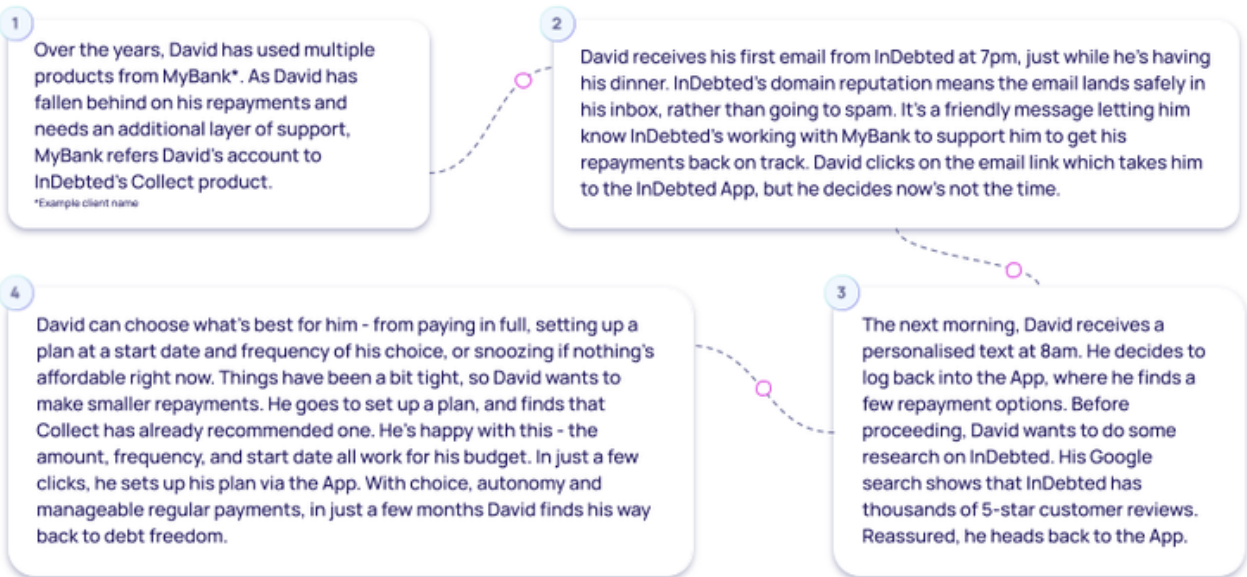 1
Over the years, David has used multiple
products from MyBank*. As David has
fallen behind on his repayments and
needs an additional layer of support,
MyBank refers David's account to
InDebted's Collect product.
*Example client name
2
David receives his first email from InDebted at 7pm, just while he's having
his dinner. InDebted's domain reputation means the email lands safely in
his inbox, rather than going to spam. It's a friendly message letting him
know InDebted's working with MyBank to support him to get his
repayments back on track. David clicks on the email link which takes him
to the InDebted App, but he decides now's not the time.
3
The next morning, David receives a
personalised text at 8am. He decides to
log back into the App, where he finds a
few repayment options. Before
proceeding, David wants to do some
research on InDebted. His Google
search shows that InDebted has
thousands of 5-star customer reviews.
Reassured, he heads back to the App.
4
David can choose what's best for him - from paying in full, setting up a
plan at a start date and frequency of his choice, or snoozing if nothing's
affordable right now. Things have been a bit tight, so David wants to
make smaller repayments. He goes to set up a plan, and finds that
Collect has already recommended one. He's happy with this - the
amount, frequency, and start date all work for his budget. In just a few
clicks, he sets up his plan via the App. With choice, autonomy and
manageable regular payments, in just a few months David finds his way
back to debt freedom.